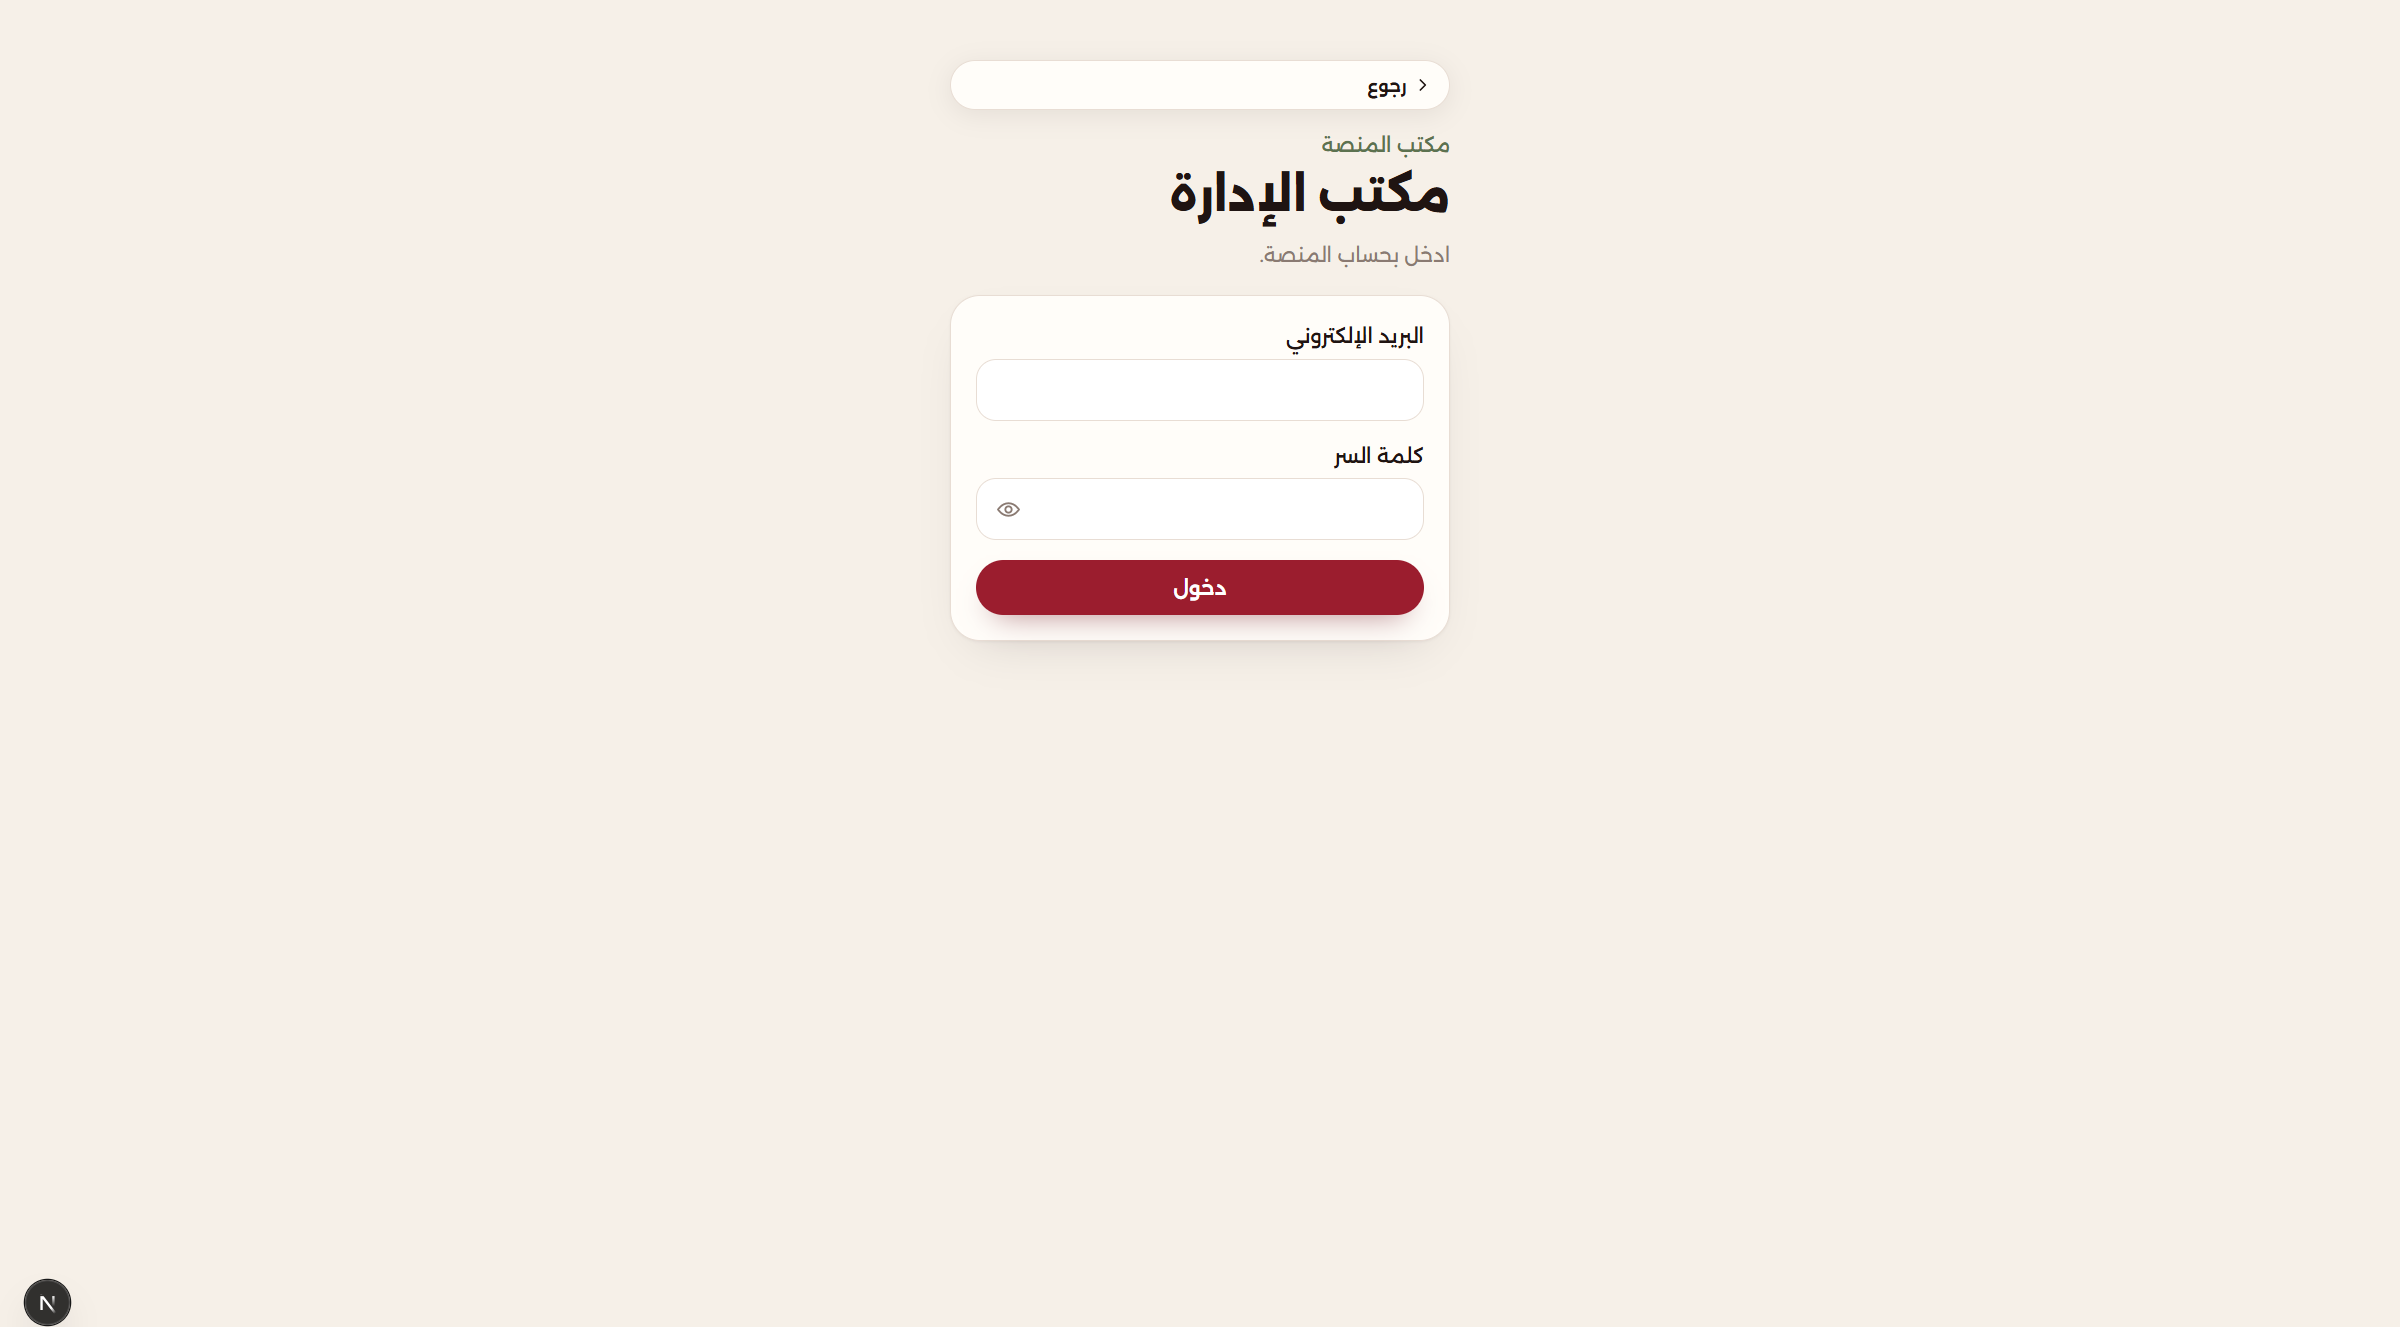 رجوع
مكتب المنصة
مكتب الإدارة
ادخل بحساب المنصة.
البريد الإلكتروني
كلمة السر
دخول
N